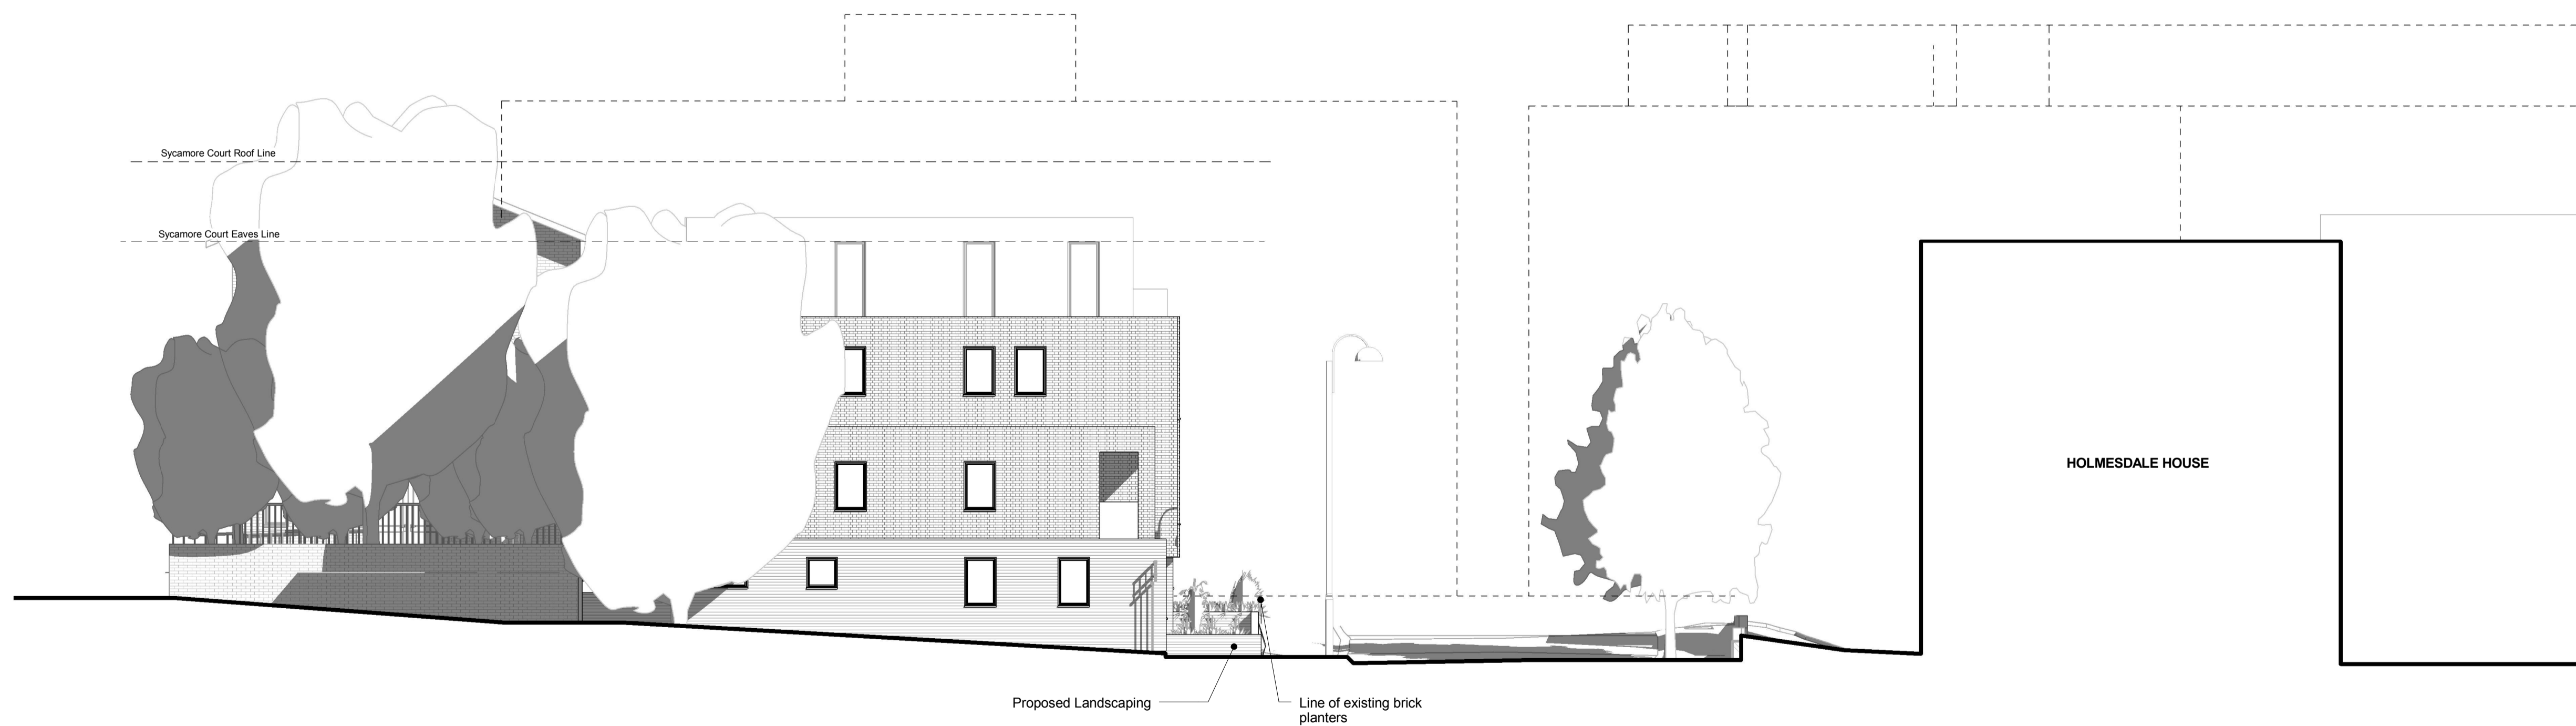 Sycamore Court Roof Line
Sycamore Court Eaves Line
HOLMESDALE HOUSE
Proposed Landscaping
Line of existing brick
planters